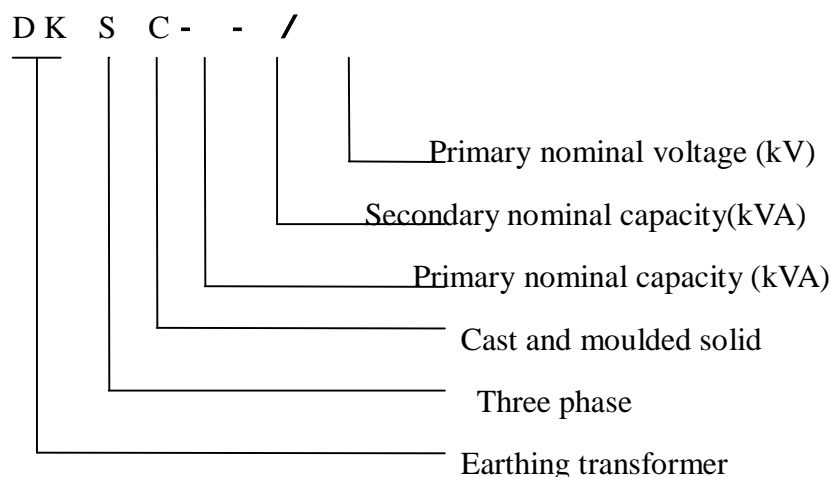 D K S C - - /
Primary nominal voltage (kV)
Secondary nominal capacity(kVA)
Primary nominal capacity (kVA)
Cast and moulded solid
Three phase
Earthing transformer